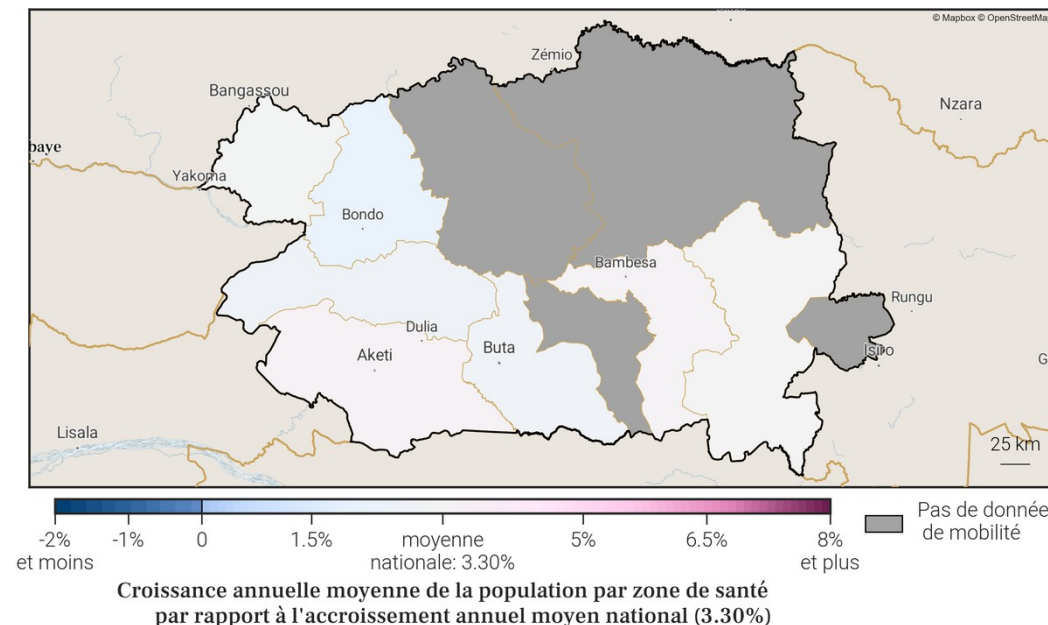 © Mapbox © OpenStreetMa
Zémio
Bangassou
Nzara
baye
Yakoma
Bondo
Bambesa
Rungu
Dulia
Buta
Aketi
Isiro
G
Lisala
25 km
-2% et moins
-1%
0
1.5%
moyenne nationale: 3.30%
5%
6.5%
8% et plus
Pas de donnée
de mobilité
Croissance annuelle moyenne de la population par zone de santé
par rapport à l'accroissement annuel moyen national (3.30%)